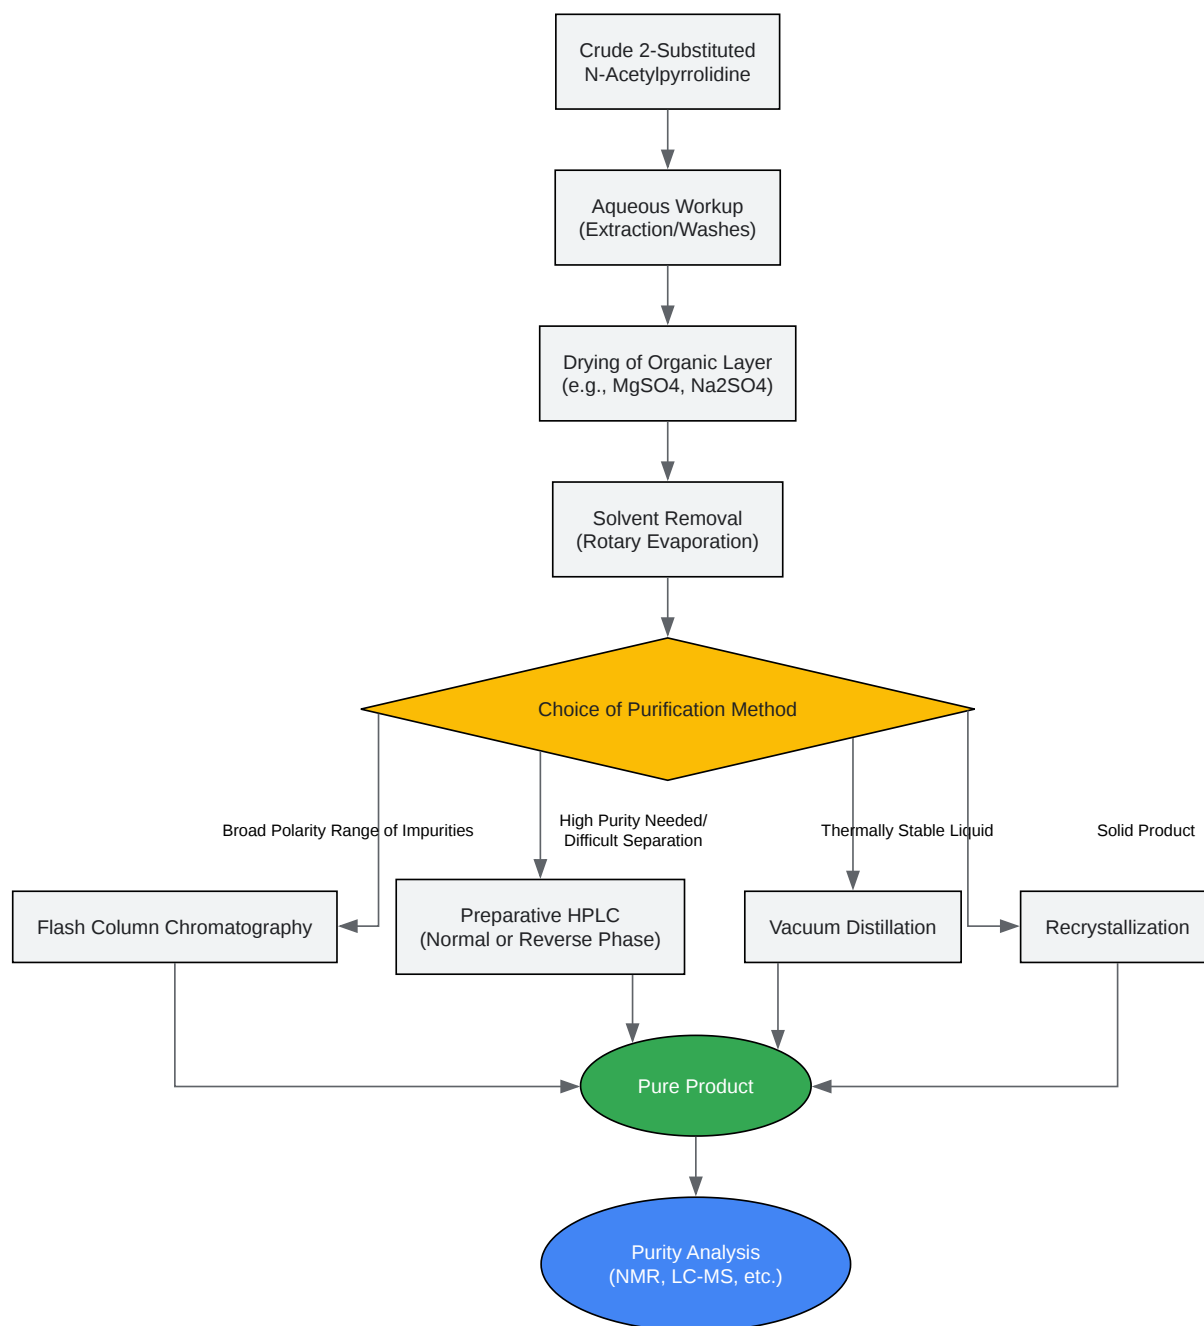 Crude 2-Substituted
N-Acetylpyrrolidine
Aqueous Workup
(Extraction/Washes)
Drying of Organic Layer
(e.g., MgSO4, Na2SO4)
Solvent Removal
(Rotary Evaporation)
Choice of Purification Method
Broad Polarity Range of Impurities
High Purity Needed/
Difficult Separation
Thermally Stable Liquid
Solid Product
Flash Column Chromatography
Preparative HPLC
(Normal or Reverse Phase)
Vacuum Distillation
Recrystallization
Pure Product
Purity Analysis
(NMR, LC-MS, etc.)